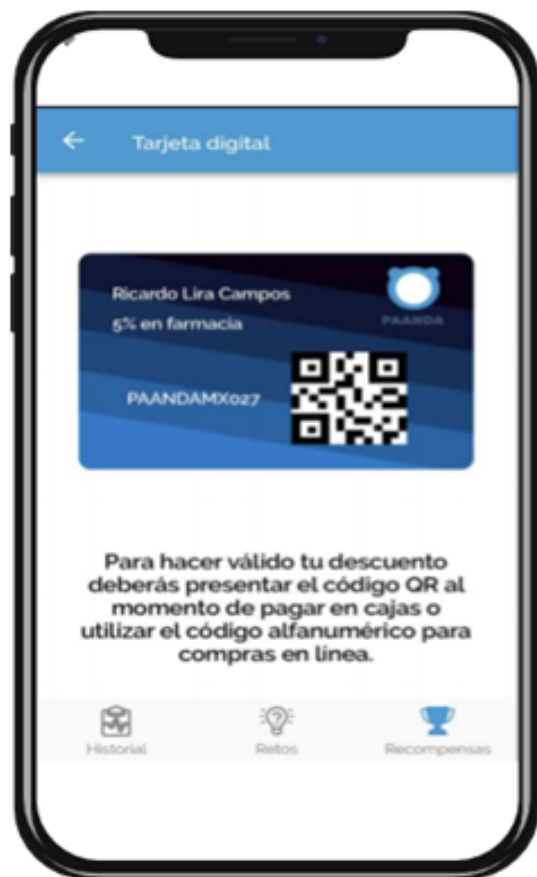 Tarjeta digital
Ricardo Lira Campos
5% en farmacia
PAANDA
PAANDAMX027
Para hacer válido tu descuento
deberás presentar el código QR al
momento de pagar en cajas o
utilizar el código alfanumérico para
compras en línea.
Historial
Retos
Recompensas